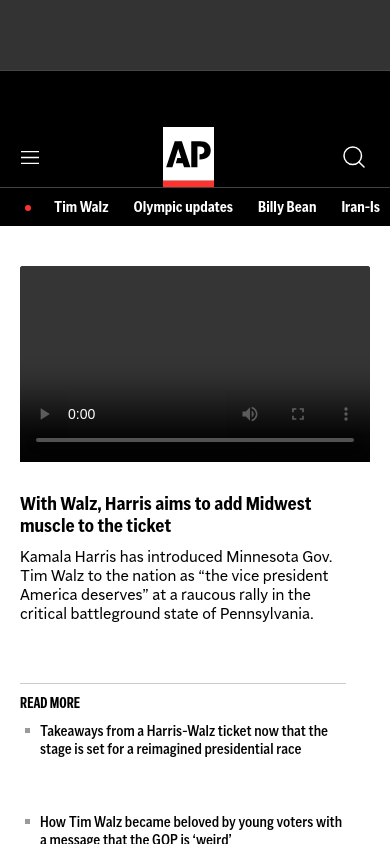 AP
Tim Walz Olympic updates Billy Bean Iran-Is
0:00
With Walz, Harris aims to add Midwest
muscle to the ticket
Kamala Harris has introduced Minnesota Gov.
Tim Walz to the nation as “the vice president
America deserves” at a raucous rally in the
critical battleground state of Pennsylvania.
READ MORE
Takeaways from a Harris-Walz ticket now that the
stage is set for a reimagined presidential race
How Tim Walz became beloved by young voters with
a message that the GOP is ‘weird’